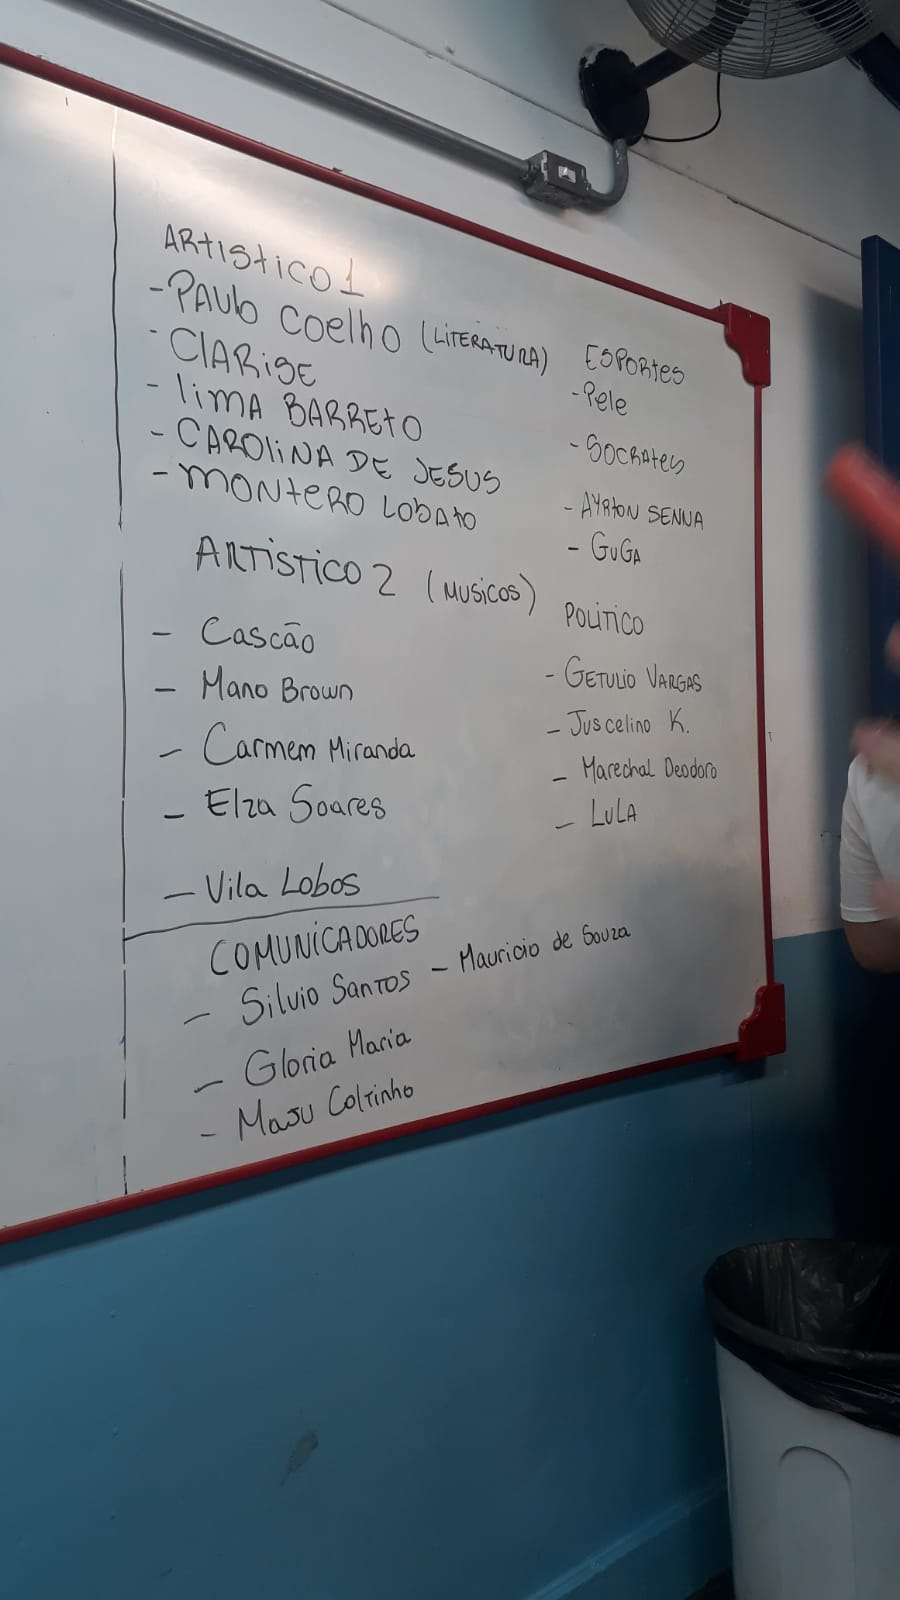 ARtistico 1
- PAUlo Coelho (LITERATURA)
- ClARiSE
- liMA BARREtO
- CAROliNA DE JESUS
- MONtERO LObAtO
ARTíSTICO 2 (MUSICOS)
- Cascão
- Mano Brown
- Carmem Miranda
- Elza Soares
- Vila Lobos
ESPORtes
- Pele
- SOCRAtes
- AYRTON SENNA
- GUGA
POLíTICO
- GETULIO VARGAS
- Juscelino K.
- Marechal Deodoro
- LULA
COMUNiCADORES
- Silvio Santos - Mauricio de Souza
- Gloria Maria
- MaJu Coltinho